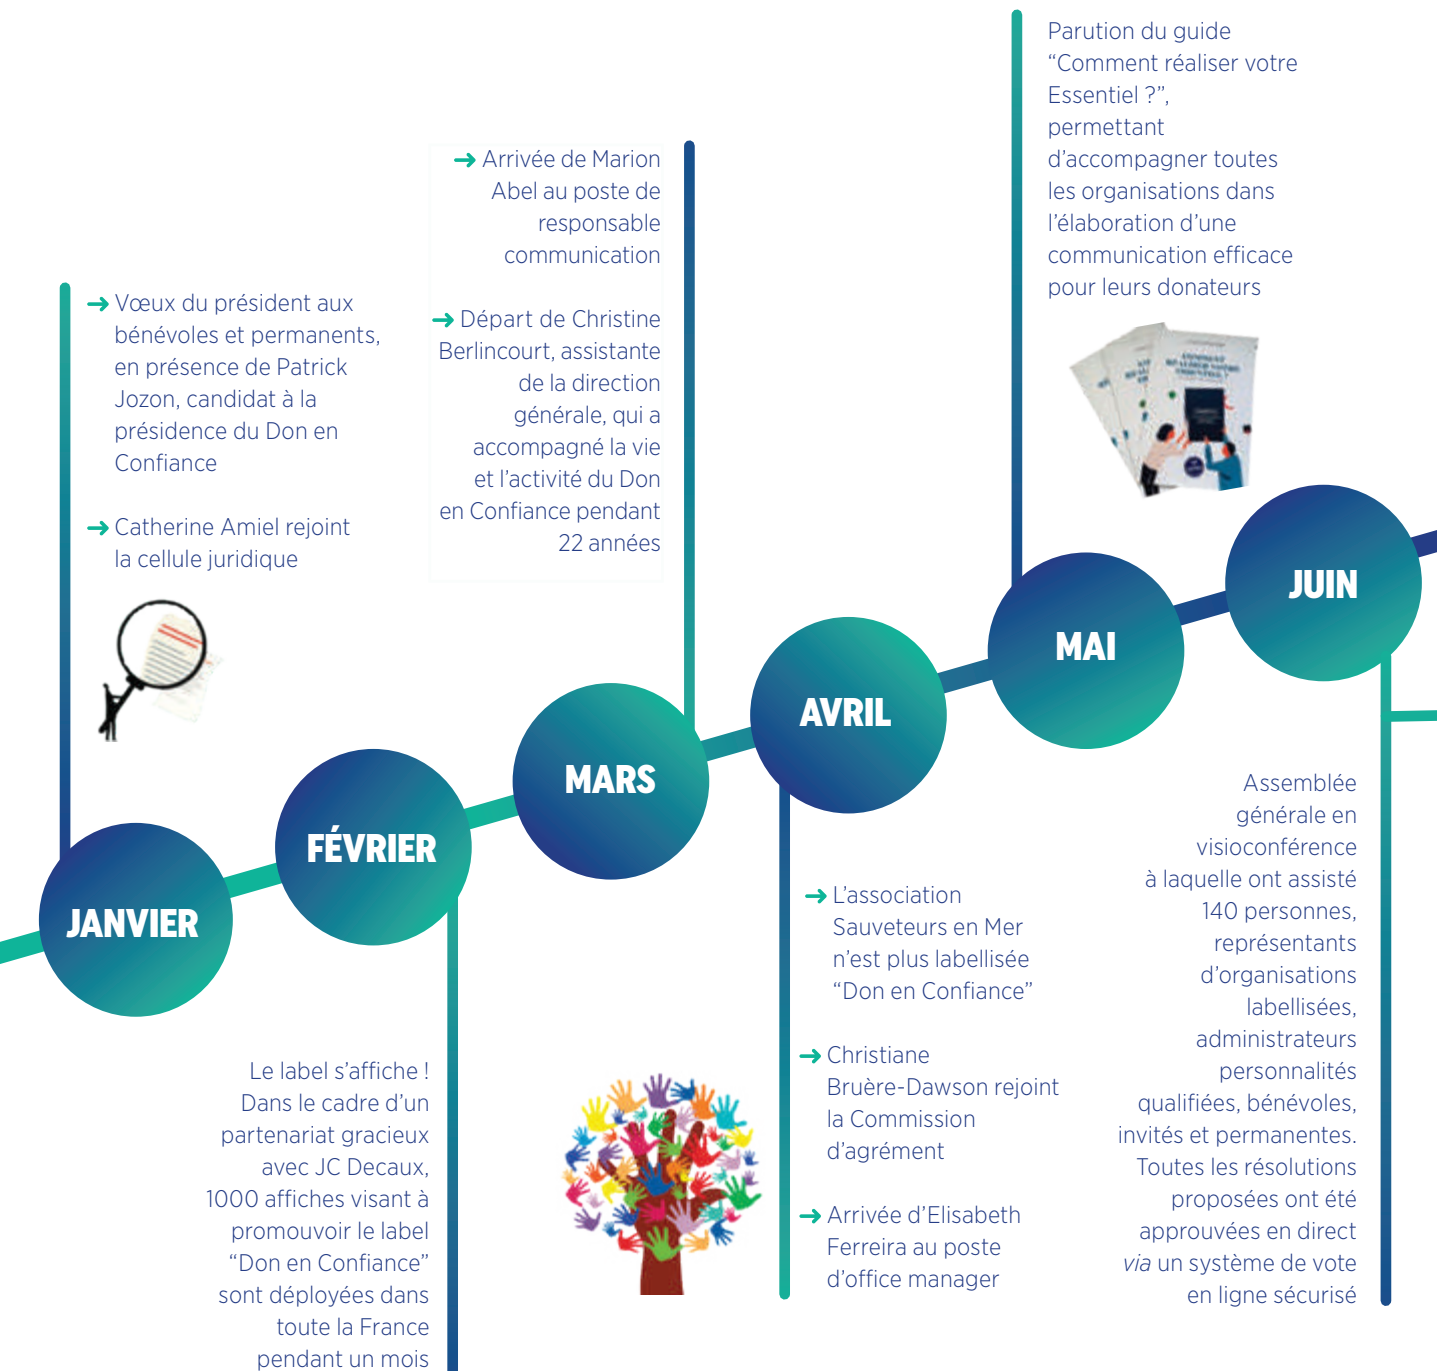 ➜ Vœux du président aux
bénévoles et permanents,
en présence de Patrick
Jozon, candidat à la
présidence du Don en
Confiance
➜ Catherine Amiel rejoint
la cellule juridique
JANVIER
Le label s’affiche !
Dans le cadre d’un
partenariat gracieux
avec JC Decaux,
1000 affiches visant à
promouvoir le label
“Don en Confiance”
sont déployées dans
toute la France
pendant un mois
FÉVRIER
➜ Arrivée de Marion
Abel au poste de
responsable
communication
➜ Départ de Christine
Berlincourt, assistante
de la direction
générale, qui a
accompagné la vie
et l’activité du Don
en Confiance pendant
22 années
MARS
AVRIL
➜ L’association
Sauveteurs en Mer
n’est plus labellisée
“Don en Confiance”
➜ Christiane
Bruère-Dawson rejoint
la Commission
d’agrément
➜ Arrivée d’Elisabeth
Ferreira au poste
d’office manager
Parution du guide
“Comment réaliser votre
Essentiel ?”,
permettant
d’accompagner toutes
les organisations dans
l’élaboration d’une
communication efficace
pour leurs donateurs
COMMENT
RÉALISER VOTRE
ESSENTIEL ?
MAI
JUIN
Assemblée
générale en
visioconférence
à laquelle ont assisté
140 personnes,
représentants
d’organisations
labellisées,
administrateurs
personnalités
qualifiées, bénévoles,
invités et permanentes.
Toutes les résolutions
proposées ont été
approuvées en direct
via un système de vote
en ligne sécurisé